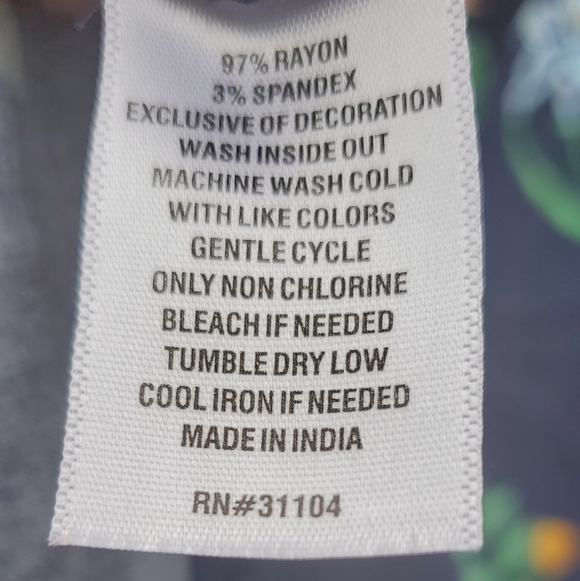 97% RAYON
3% SPANDEX
EXCLUSIVE OF DECORATION
WASH INSIDE OUT
MACHINE WASH COLD
WITH LIKE COLORS
GENTLE CYCLE
ONLY NON CHLORINE
BLEACH IF NEEDED
TUMBLE DRY LOW
COOL IRON IF NEEDED
MADE IN INDIA
RN#31104